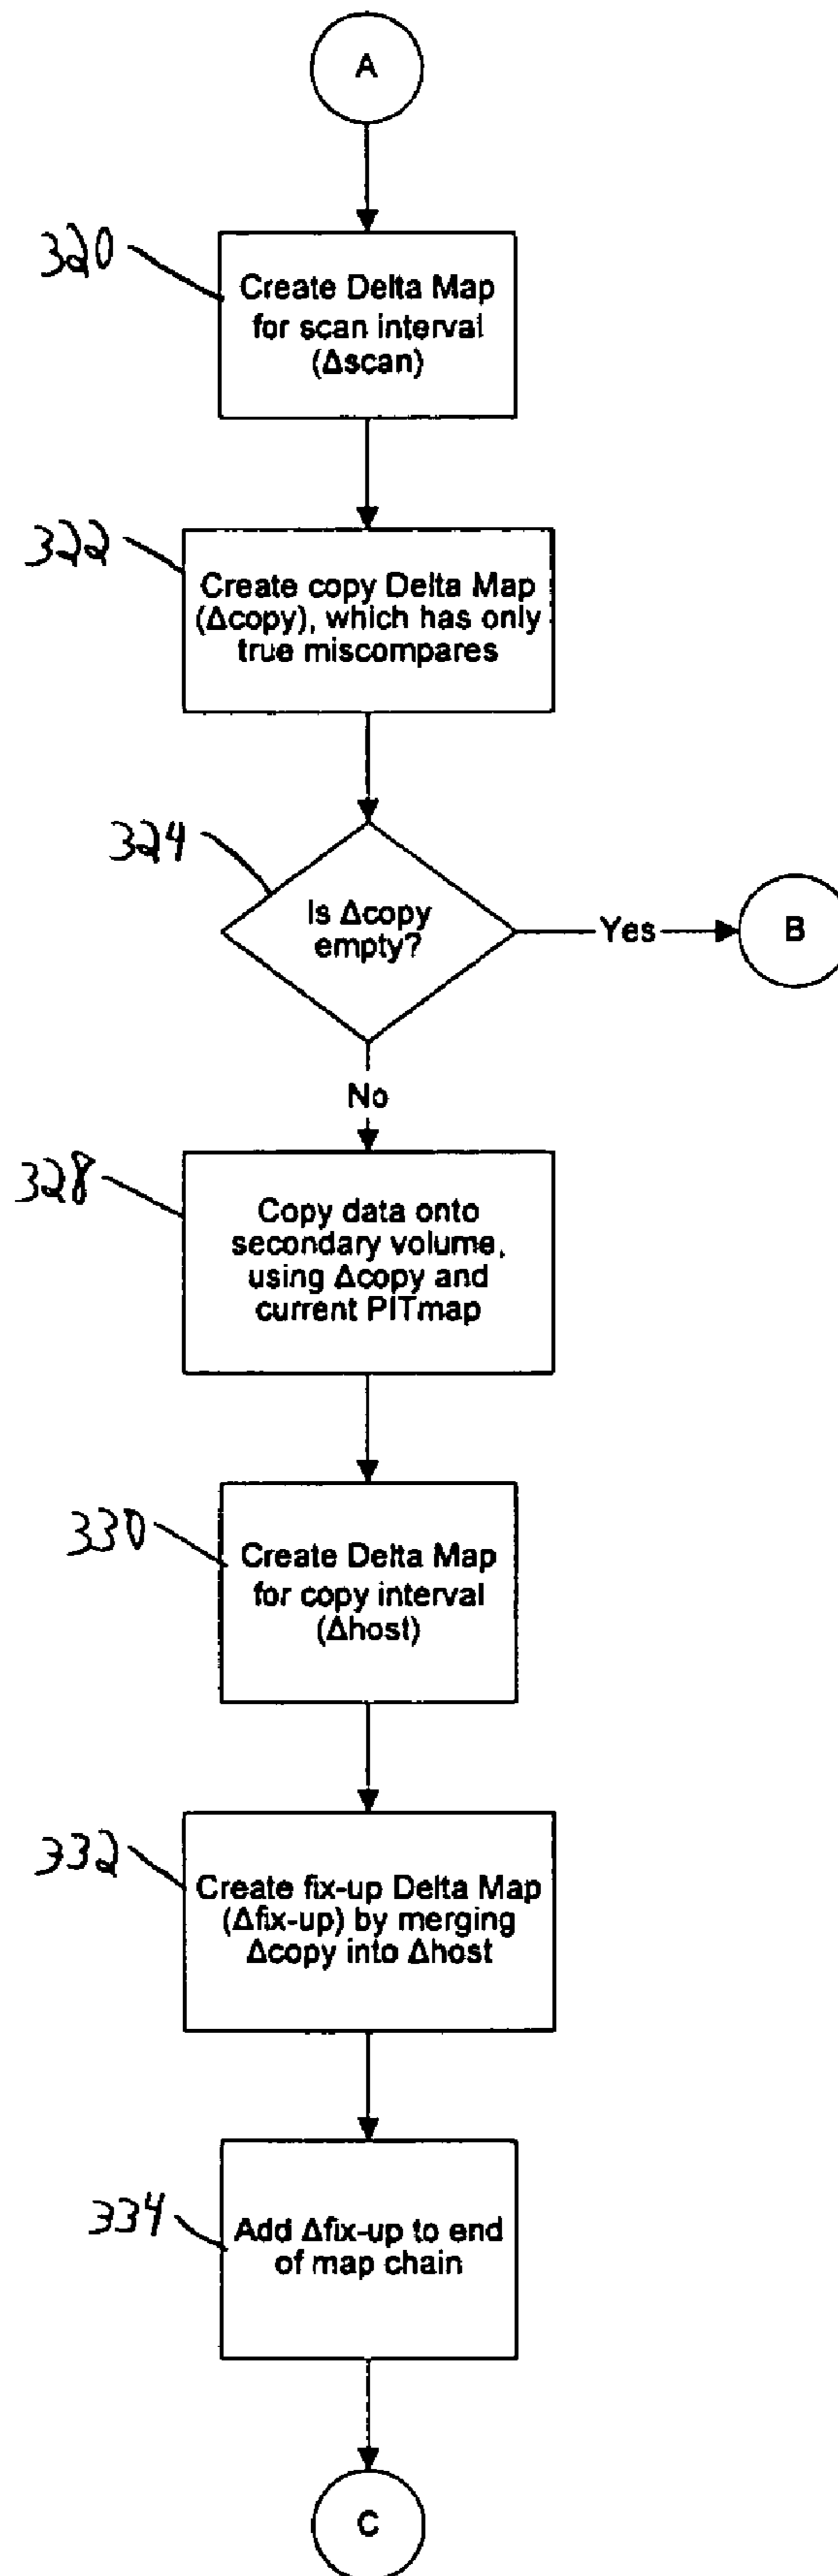 A
320
Create Delta Map
for scan interval
(Δscan)
322
Create copy Delta Map
(Δcopy), which has only
true miscompares
324
Is Δcopy
empty?
Yes
B
No
328
Copy data onto
secondary volume,
using Δcopy and
current PITmap
330
Create Delta Map
for copy interval
(Δhost)
332
Create fix-up Delta Map
(Δfix-up) by merging
Δcopy into Δhost
334
Add Δfix-up to end
of map chain
C